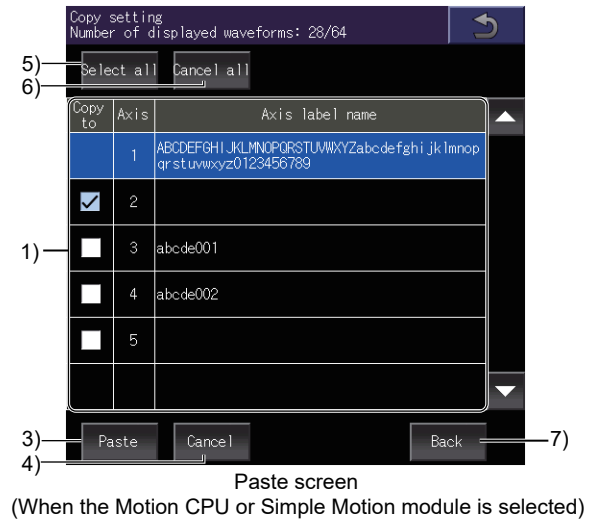 Copy setting
Number of displayed waveforms: 28/64
5)
Select all
Cancel all
6)
Copy to
Axis
Axis label name
1
ABCDEFGHIJKLMNOPQRSTUVWXYZabcdefghijklmnop
qrstuvwxyz0123456789
2
1)
3
abcde001
4
abcde002
5
3)
Paste
Cancel
Back
7)
4)
Paste screen
(When the Motion CPU or Simple Motion module is selected)